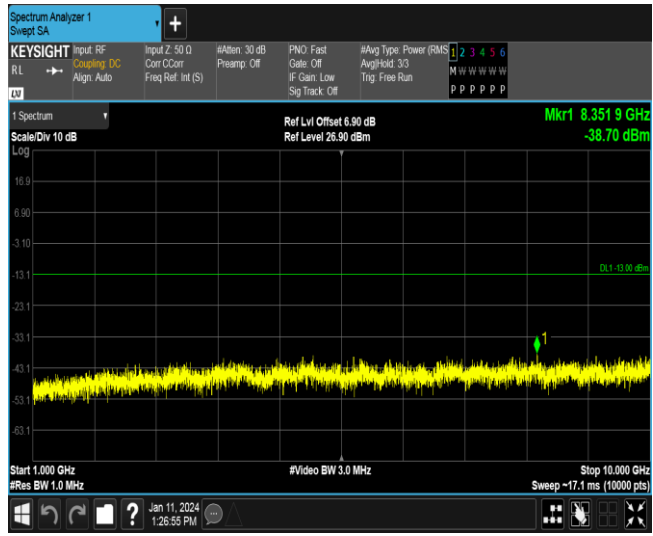 Spectrum Analyzer 1
Swept SA
KEYSIGHT
RL
LXI
Input: RF
Coupling: DC
Align: Auto
Input Z: 50 Ω
Corr CCorr
Freq Ref: Int (S)
#Atten: 30 dB
Preamp: Off
PNO: Fast
Gate: Off
IF Gain: Low
Sig Track: Off
#Avg Type: Power (RMS
Avg|Hold: 3/3
Trig: Free Run
1 2 3 4 5 6
M W W W W W
P P P P P P
1 Spectrum
Scale/Div 10 dB
Log
Ref Lvl Offset 6.90 dB
Ref Level 26.90 dBm
Mkr1 8.351 9 GHz
-38.70 dBm
16.9
6.90
-3.10
-13.1
DL1 -13.00 dBm
-23.1
-33.1
1
-43.1
-53.1
-63.1
Start 1.000 GHz
#Res BW 1.0 MHz
#Video BW 3.0 MHz
Stop 10.000 GHz
Sweep ~17.1 ms (10000 pts)
?
Jan 11, 2024
1:26:55 PM